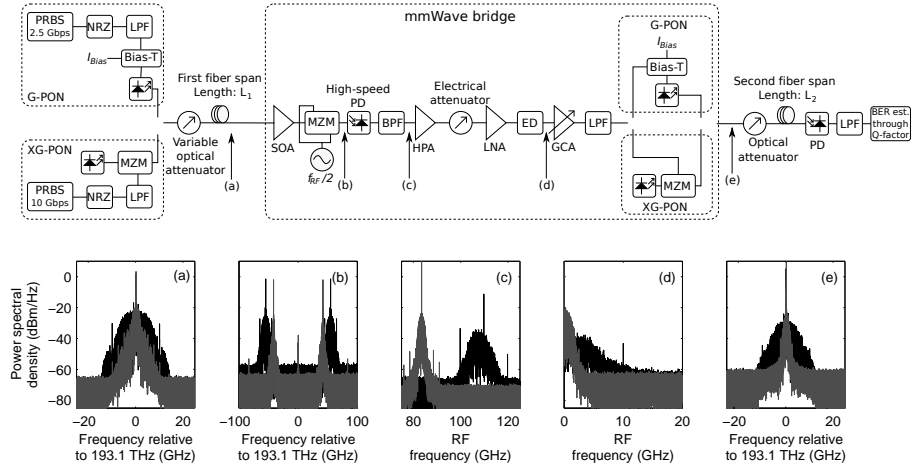 mmWave bridge
PRBS
2.5 Gbps
NRZ
LPF
I_Bias
Bias-T
G-PON
XG-PON
MZM
PRBS
10 Gbps
NRZ
LPF
First fiber span
Length: L1
Variable
optical
attenuator
(a)
SOA
MZM
f_RF/2
High-speed
PD
(b)
BPF
(c)
HPA
Electrical
attenuator
LNA
ED
(d)
GCA
LPF
G-PON
I_Bias
Bias-T
MZM
XG-PON
(e)
Second fiber span
Length: L2
Optical
attenuator
PD
LPF
BER est.
through
Q-factor
Power spectral
density (dBm/Hz)
0
−20
−40
−60
−80
(a)
−20 0 20
Frequency relative
to 193.1 THz (GHz)
(b)
−100 0 100
Frequency relative
to 193.1 THz (GHz)
(c)
80 100 120
RF
frequency (GHz)
(d)
0 10 20
RF
frequency (GHz)
(e)
−20 0 20
Frequency relative
to 193.1 THz (GHz)